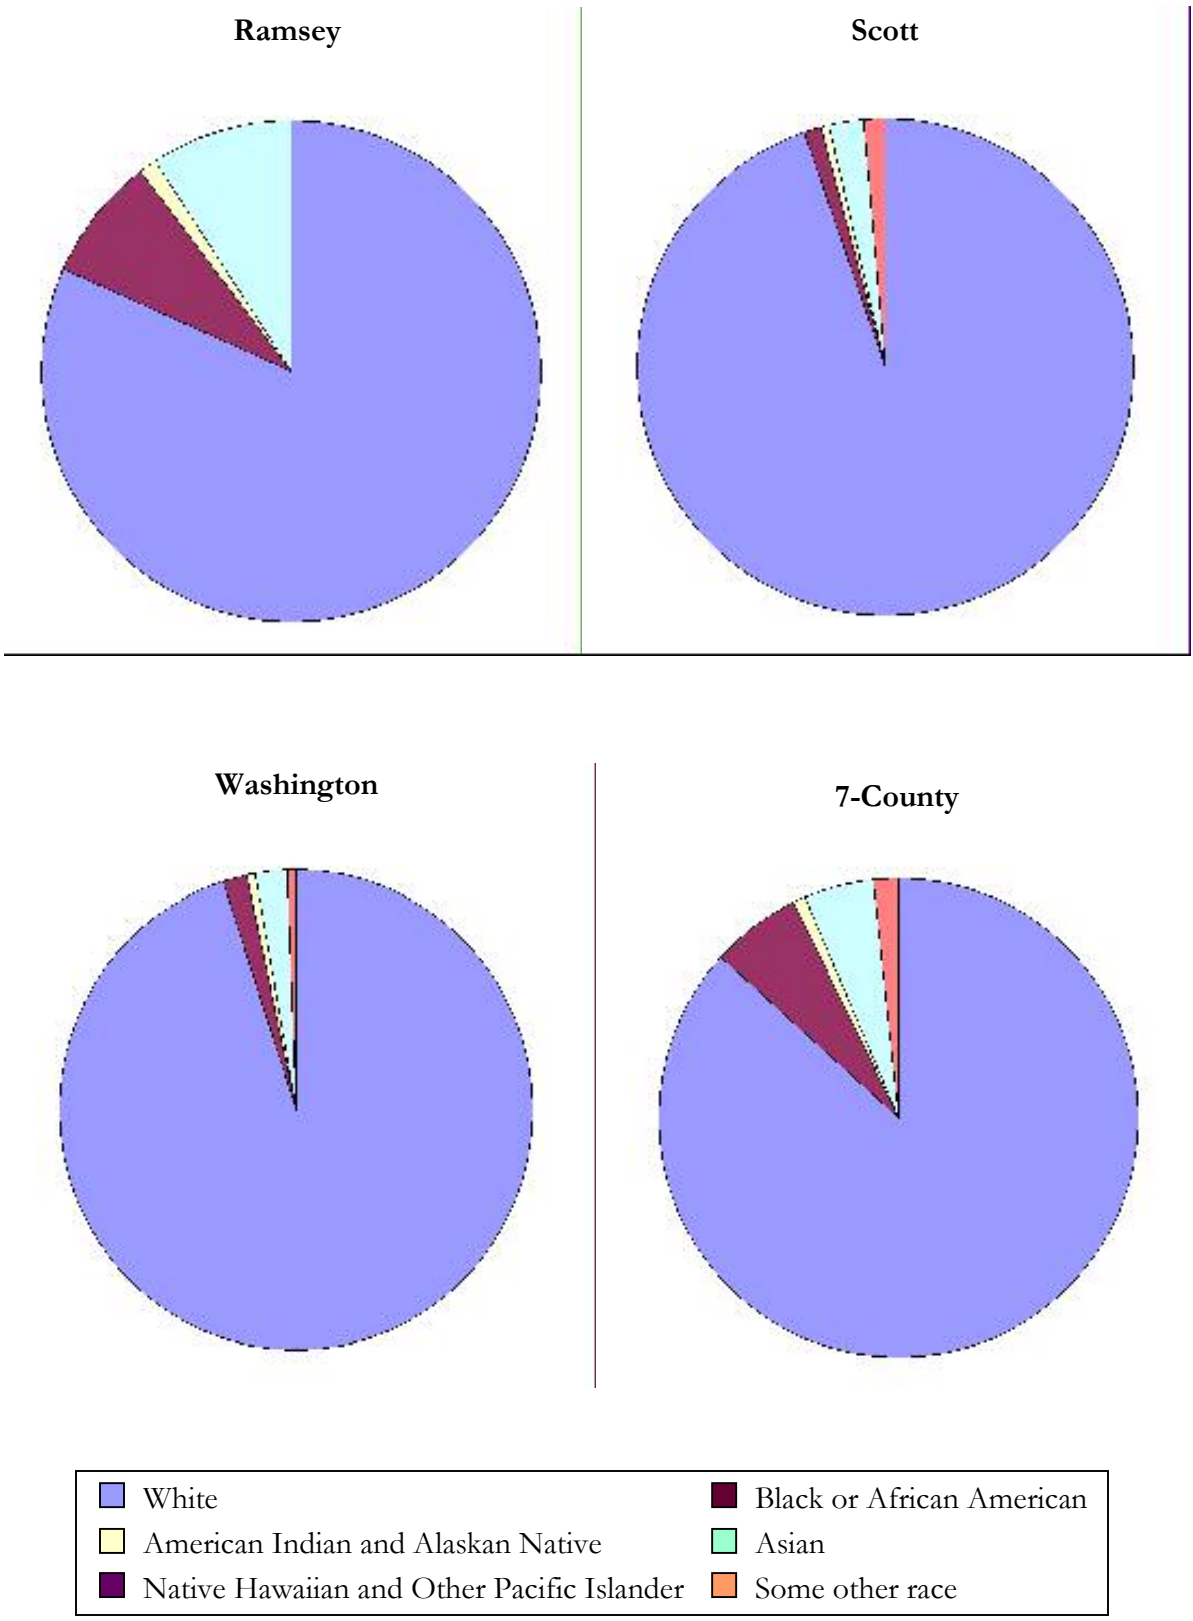 Ramsey
Scott
Washington
7-County
White
Black or African American
American Indian and Alaskan Native
Asian
Native Hawaiian and Other Pacific Islander
Some other race